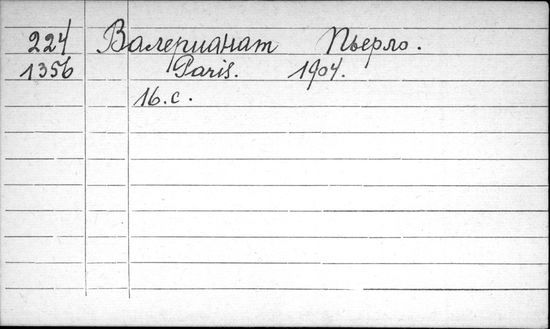 224 Валерианат Пьерло.
1356 Paris. 1904.
16. с.